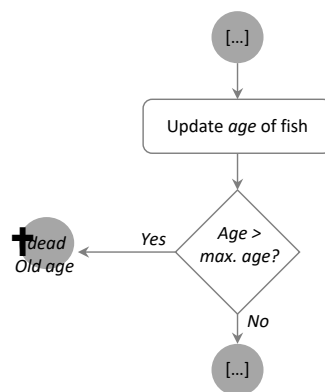 [...]
Update age of fish
Age >
max. age?
Yes
dead
Old age
No
[...]